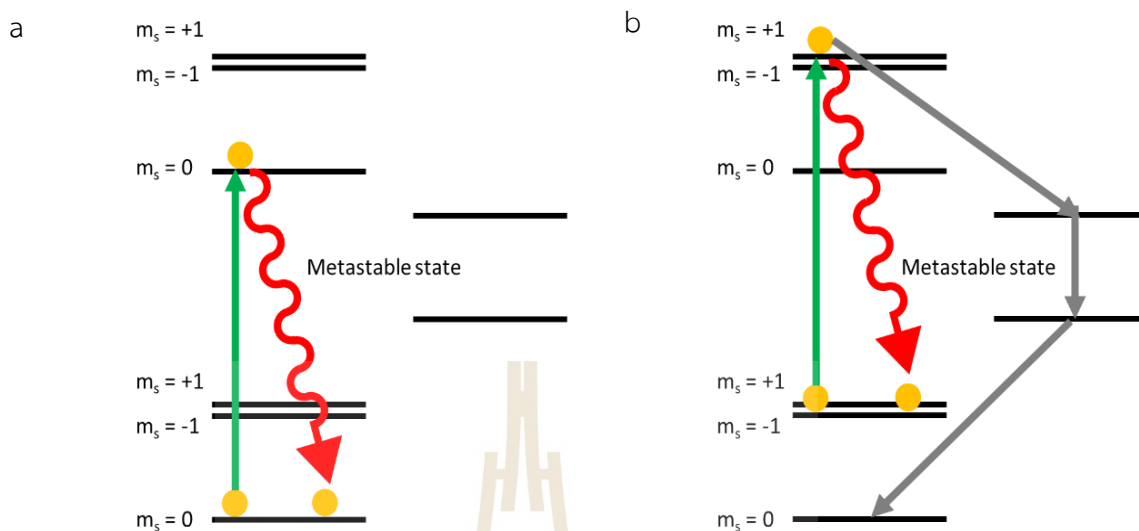 a
m_s = +1
m_s = -1
m_s = 0
Metastable state
m_s = +1
m_s = -1
m_s = 0
b
m_s = +1
m_s = -1
m_s = 0
Metastable state
m_s = +1
m_s = -1
m_s = 0